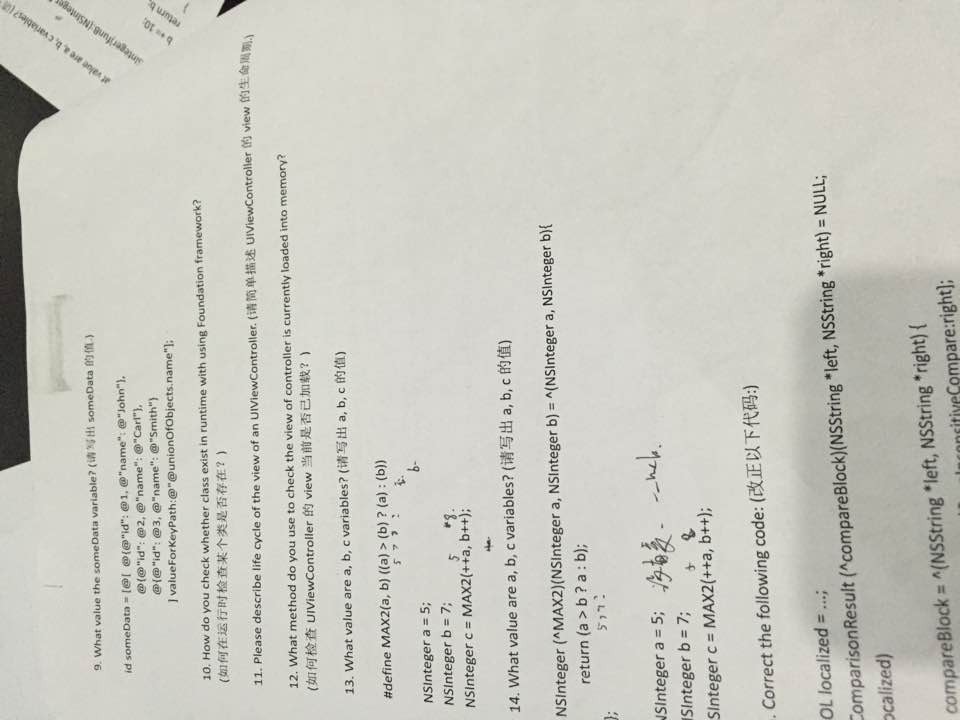 9. What value the someData variable? (请写出 someData 的值.)
id someData = [@[ @{@"id": @1, @"name": @"John"},
@{@"id": @2, @"name": @"Carl"},
@{@"id": @3, @"name": @"Smith"}
] valueForKeyPath:@"@unionOfObjects.name"];
10. How do you check whether class exist in runtime with using Foundation framework?
(如何在运行时检查某个类是否存在？)
11. Please describe life cycle of the view of an UIViewController. (请简单描述 UIViewController 的 view 的生命周期.)
12. What method do you use to check the view of controller is currently loaded into memory?
(如何检查 UIViewController 的 view 当前是否已加载？)
13. What value are a, b, c variables? (请写出 a, b, c 的值)
#define MAX2(a, b) ((a) > (b) ? (a) : (b))
NSInteger a = 5;
NSInteger b = 7;
NSInteger c = MAX2(++a, b++);
14. What value are a, b, c variables? (请写出 a, b, c 的值)
NSInteger (^MAX2)(NSInteger a, NSInteger b) = ^(NSInteger a, NSInteger b){
return (a > b ? a : b);
};
NSInteger a = 5;
NSInteger b = 7;
SInteger c = MAX2(++a, b++);
. Correct the following code: (改正以下代码:)
OL localized = ...;
ComparisonResult (^compareBlock)(NSString *left, NSString *right) = NULL;
ocalized)
compareBlock = ^(NSString *left, NSString *right) {
ensitiveCompare:right];
at value are a, b, c variables?
SInteger)funB:(NSInteger
b += 10;
return b;
}